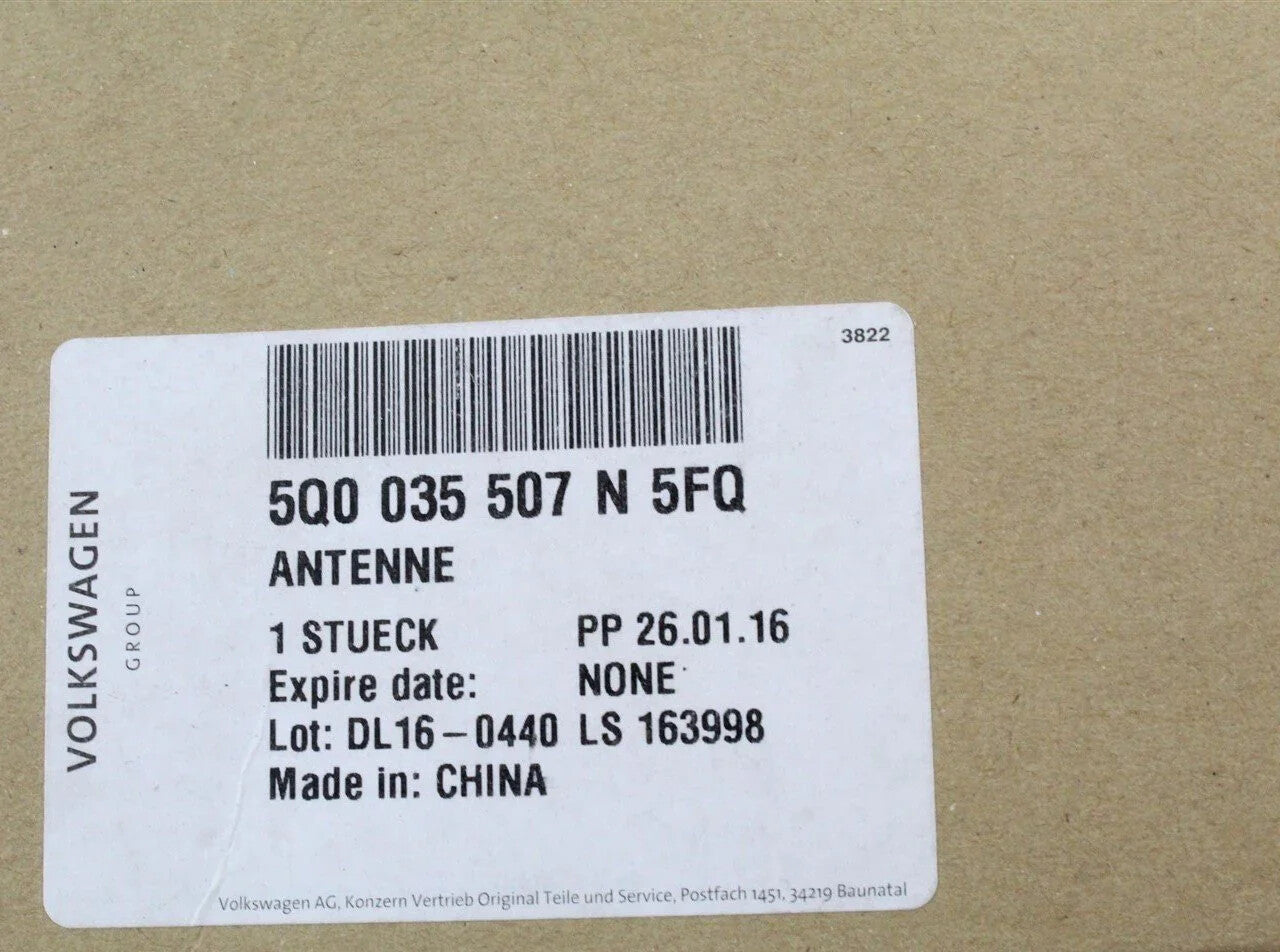 3822
5Q0 035 507 N 5FQ
ANTENNE
1 STUECK PP 26.01.16
Expire date: NONE
Lot: DL16-0440 LS 163998
Made in: CHINA
VOLKSWAGEN
GROUP
Volkswagen AG, Konzern Vertrieb Original Teile und Service, Postfach 1451, 34219 Baunatal